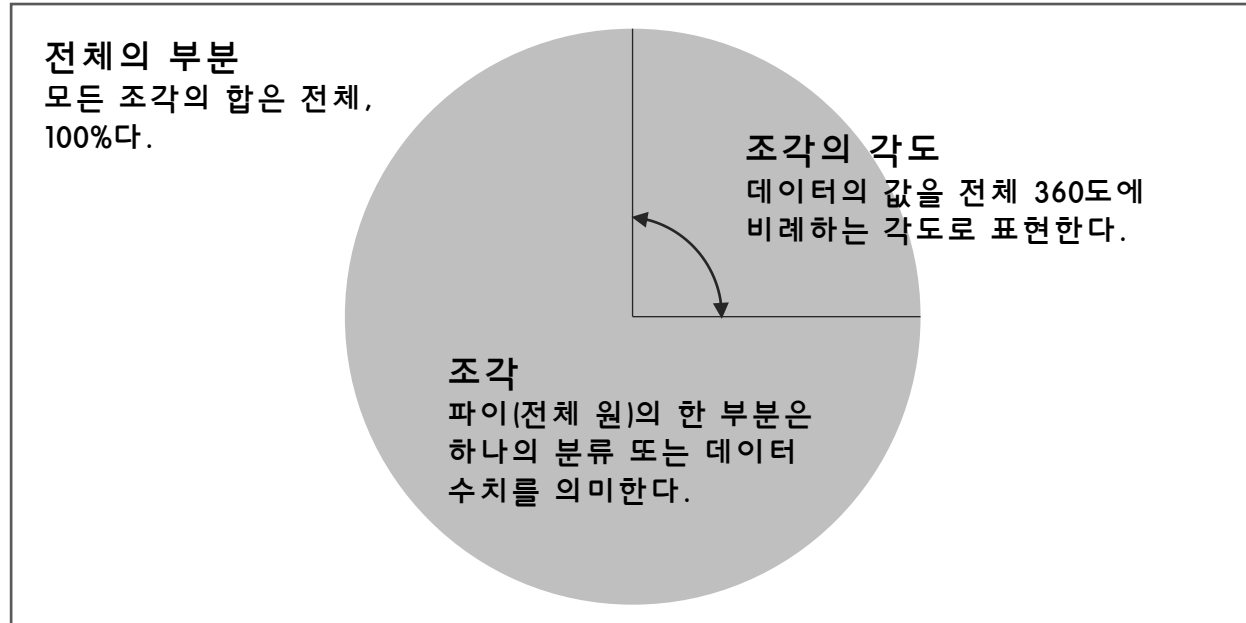 전체의 부분
모든 조각의 합은 전체,
100%다.
조각의 각도
데이터의 값을 전체 360도에
비례하는 각도로 표현한다.
조각
파이(전체 원)의 한 부분은
하나의 분류 또는 데이터
수치를 의미한다.